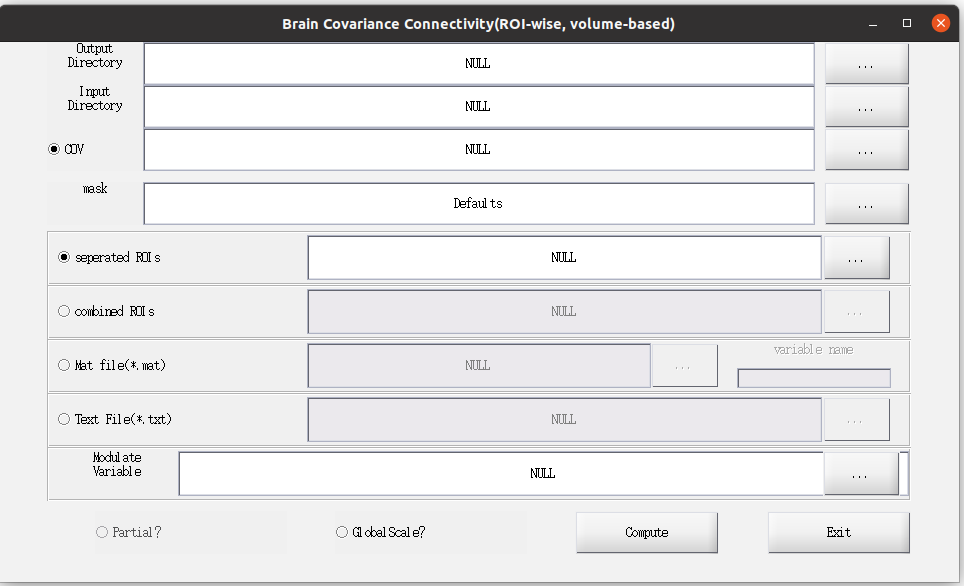 Brain Covariance Connectivity(ROI-wise, volume-based)
Output
Directory
NULL
...
Input
Directory
NULL
...
COV
NULL
...
mask
Defaults
...
seperated ROIs
NULL
...
combined ROIs
NULL
...
Mat file(*.mat)
NULL
...
variable name
Text File(*.txt)
NULL
...
Modulate
Variable
NULL
...
Partial?
GlobalScale?
Compute
Exit